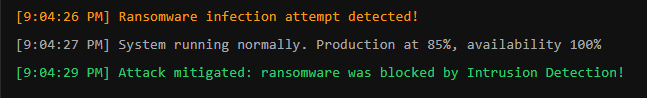 [9:04:26 PM] Ransomware infection attempt detected!
[9:04:27 PM] System running normally. Production at 85%, availability 100%
[9:04:29 PM] Attack mitigated: ransomware was blocked by Intrusion Detection!